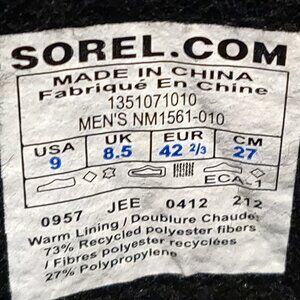 SOREL.COM
MADE IN CHINA
Fabriqué En Chine
1351071010
MEN'S NM1561-010
USA UK EUR CM
9 8.5 42 2/3 27
ECA_1
0957 JEE 0412 212
Warm Lining / Doublure Chaude:
73% Recycled polyester fibers
/ Fibres polyester recyclées
27% Polypropylene